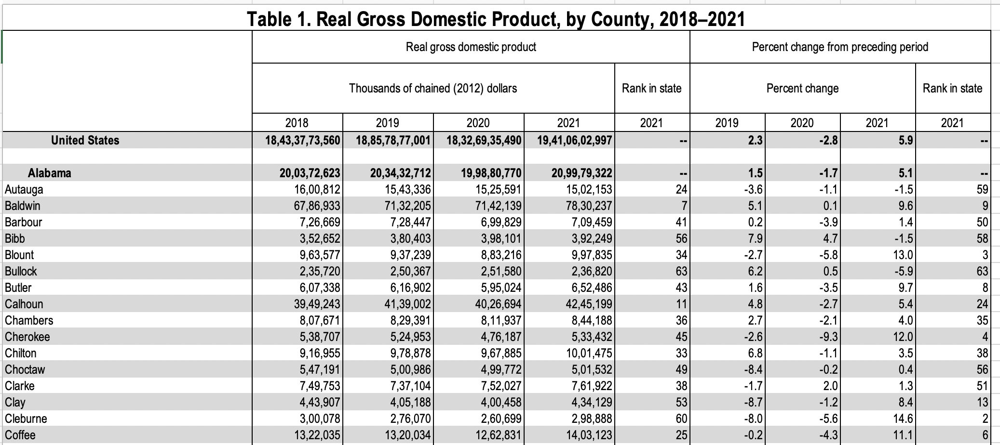 Table 1. Real Gross Domestic Product, by County, 2018–2021
Real gross domestic product Percent change from preceding period
Thousands of chained (2012) dollars Rank in state Percent change Rank in state
2018 2019 2020 2021 2021 2019 2020 2021 2021
United States 18,43,37,73,560 18,85,78,77,001 18,32,69,35,490 19,41,06,02,997 -- 2.3 -2.8 5.9 --
Alabama 20,03,72,623 20,34,32,712 19,98,80,770 20,99,79,322 -- 1.5 -1.7 5.1 --
Autauga 16,00,812 15,43,336 15,25,591 15,02,153 24 -3.6 -1.1 -1.5 59
Baldwin 67,86,933 71,32,205 71,42,139 78,30,237 7 5.1 0.1 9.6 9
Barbour 7,26,669 7,28,447 6,99,829 7,09,459 41 0.2 -3.9 1.4 50
Bibb 3,52,652 3,80,403 3,98,101 3,92,249 56 7.9 4.7 -1.5 58
Blount 9,63,577 9,37,239 8,83,216 9,97,835 34 -2.7 -5.8 13.0 3
Bullock 2,35,720 2,50,367 2,51,580 2,36,820 63 6.2 0.5 -5.9 63
Butler 6,07,338 6,16,902 5,95,024 6,52,486 43 1.6 -3.5 9.7 8
Calhoun 39,49,243 41,39,002 40,26,694 42,45,199 11 4.8 -2.7 5.4 24
Chambers 8,07,671 8,29,391 8,11,937 8,44,188 36 2.7 -2.1 4.0 35
Cherokee 5,38,707 5,24,953 4,76,187 5,33,432 45 -2.6 -9.3 12.0 4
Chilton 9,16,955 9,78,878 9,67,885 10,01,475 33 6.8 -1.1 3.5 38
Choctaw 5,47,191 5,00,986 4,99,772 5,01,532 49 -8.4 -0.2 0.4 56
Clarke 7,49,753 7,37,104 7,52,027 7,61,922 38 -1.7 2.0 1.3 51
Clay 4,43,907 4,05,188 4,00,458 4,34,129 53 -8.7 -1.2 8.4 13
Cleburne 3,00,078 2,76,070 2,60,699 2,98,888 60 -8.0 -5.6 14.6 2
Coffee 13,22,035 13,20,034 12,62,831 14,03,123 25 -0.2 -4.3 11.1 6